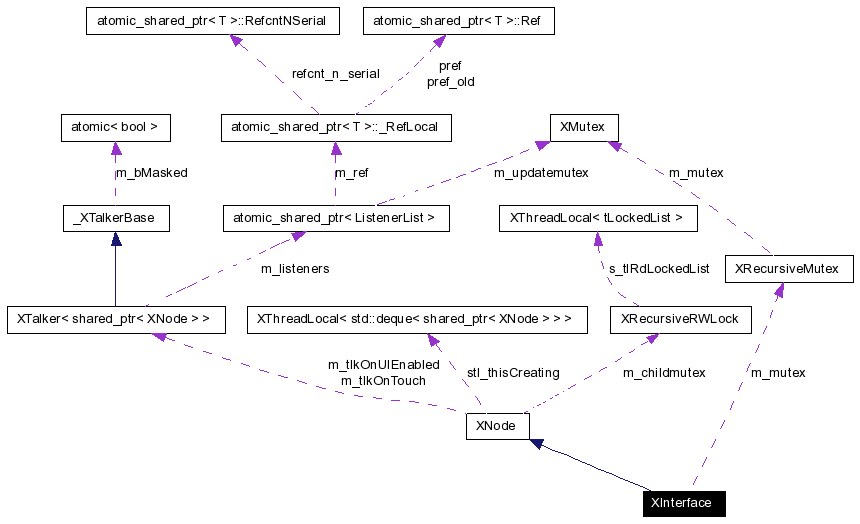 atomic_shared_ptr< T >::RefcntNSerial
atomic_shared_ptr< T >::Ref
refcnt_n_serial
pref
pref_old
atomic< bool >
atomic_shared_ptr< T >::_RefLocal
XMutex
m_bMasked
m_ref
m_updatemutex
m_mutex
_XTalkerBase
atomic_shared_ptr< ListenerList >
XThreadLocal< tLockedList >
m_listeners
s_tlRdLockedList
XRecursiveMutex
XTalker< shared_ptr< XNode > >
XThreadLocal< std::deque< shared_ptr< XNode > > >
XRecursiveRWLock
m_tlkOnUIEnabled
m_tlkOnTouch
stl_thisCreating
m_childmutex
m_mutex
XNode
XInterface